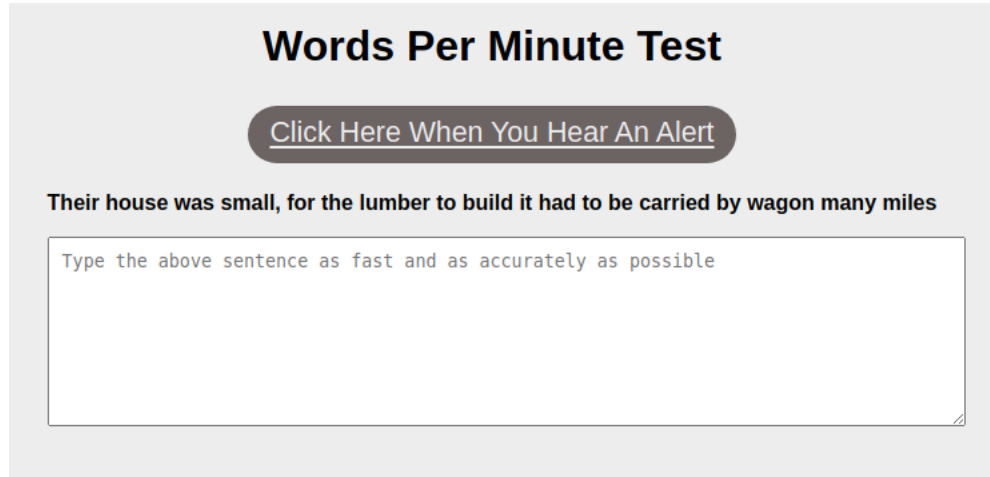 Words Per Minute Test
Click Here When You Hear An Alert
Their house was small, for the lumber to build it had to be carried by wagon many miles
Type the above sentence as fast and as accurately as possible